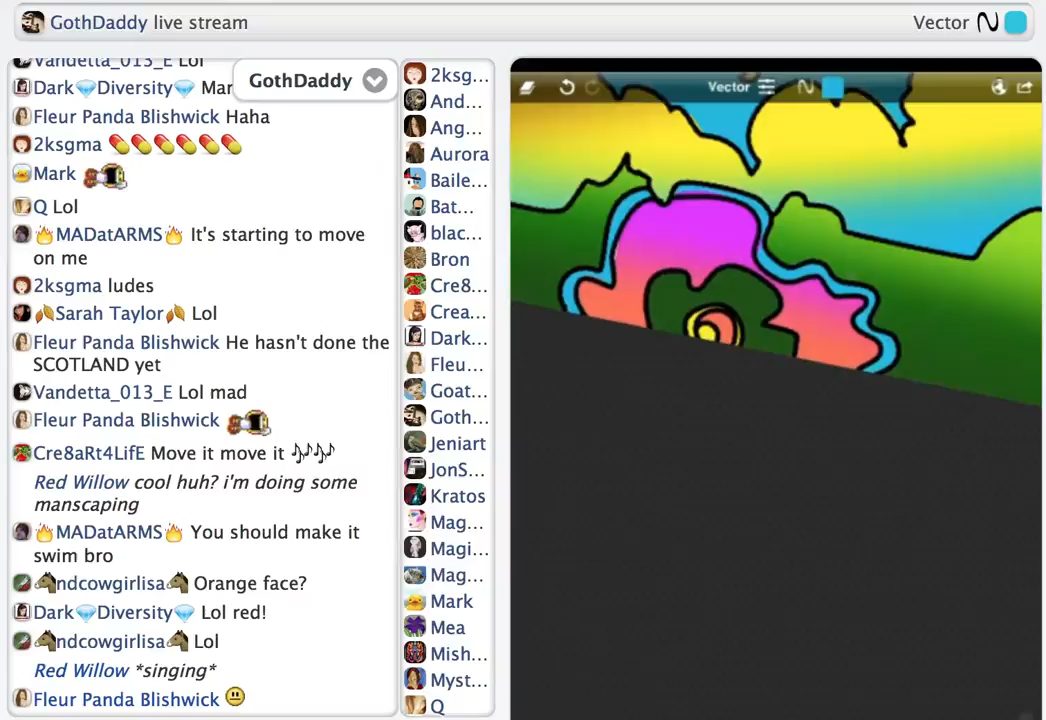 GothDaddy live stream
Vector
Vandetta_013_E Lol
GothDaddy
Dark💎Diversity💎 Mar
Fleur Panda Blishwick Haha
2ksgma 💊💊💊💊💊💊
Mark
Q Lol
🔥MADatARMS🔥 It's starting to move
on me
2ksgma ludes
🍂Sarah Taylor🍂 Lol
Fleur Panda Blishwick He hasn't done the
SCOTLAND yet
Vandetta_013_E Lol mad
Fleur Panda Blishwick
Cre8aRt4LifE Move it move it 🎶🎶
Red Willow cool huh? i'm doing some
manscaping
🔥MADatARMS🔥 You should make it
swim bro
🐴ndcowgirlisa🐴 Orange face?
Dark💎Diversity💎 Lol red!
🐴ndcowgirlisa🐴 Lol
Red Willow *singing*
Fleur Panda Blishwick 😐
2ksg...
And...
Ang...
Aurora
Baile...
Bat...
blac...
Bron
Cre8...
Crea...
Dark...
Fleu...
Goat...
Goth...
Jeniart
JonS...
Kratos
Mag...
Magi...
Mag...
Mark
Mea
Mish...
Myst...
Q
Vector